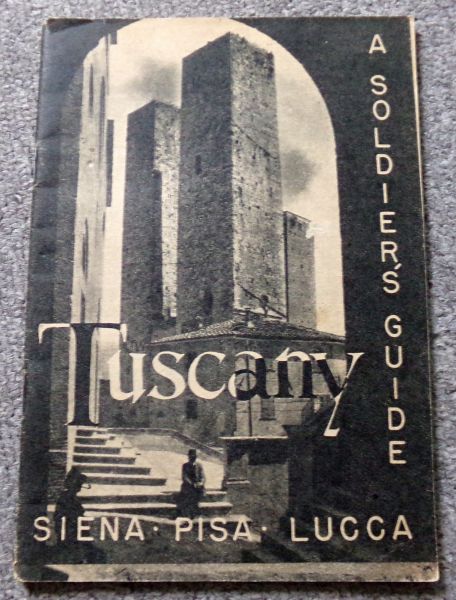 A SOLDIER'S GUIDE
Tuscany
SIENA · PISA · LUCCA